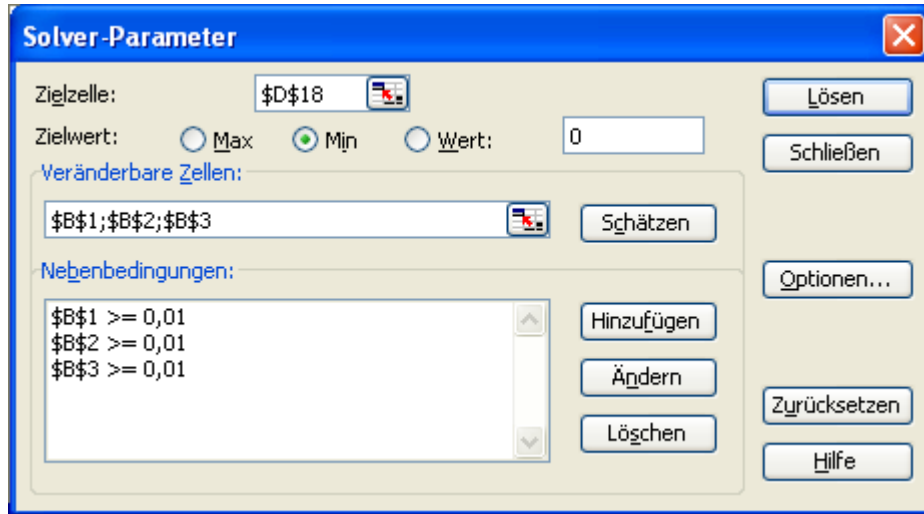 Solver-Parameter
Zielzelle: $D$18 Lösen
Zielwert: Max Min Wert: 0
Schließen
Veränderbare Zellen:
$B$1;$B$2;$B$3 Schätzen
Nebenbedingungen: Optionen...
$B$1 >= 0,01 Hinzufügen
$B$2 >= 0,01
$B$3 >= 0,01 Ändern
Zurücksetzen
Löschen
Hilfe